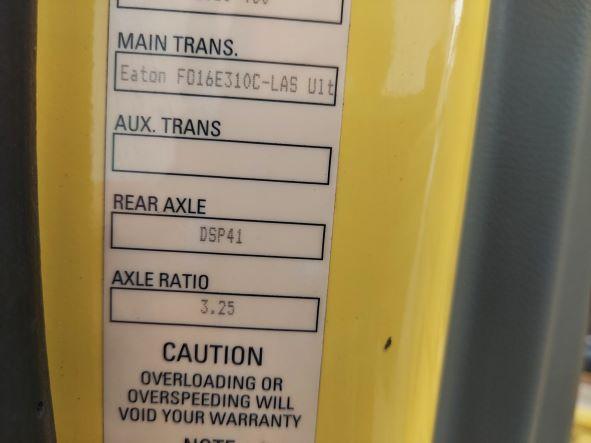 MAIN TRANS.
Eaton FO16E310C-LAS Ult
AUX. TRANS
REAR AXLE
DSP41
AXLE RATIO
3.25
CAUTION
OVERLOADING OR
OVERSPEEDING WILL
VOID YOUR WARRANTY
NOTE